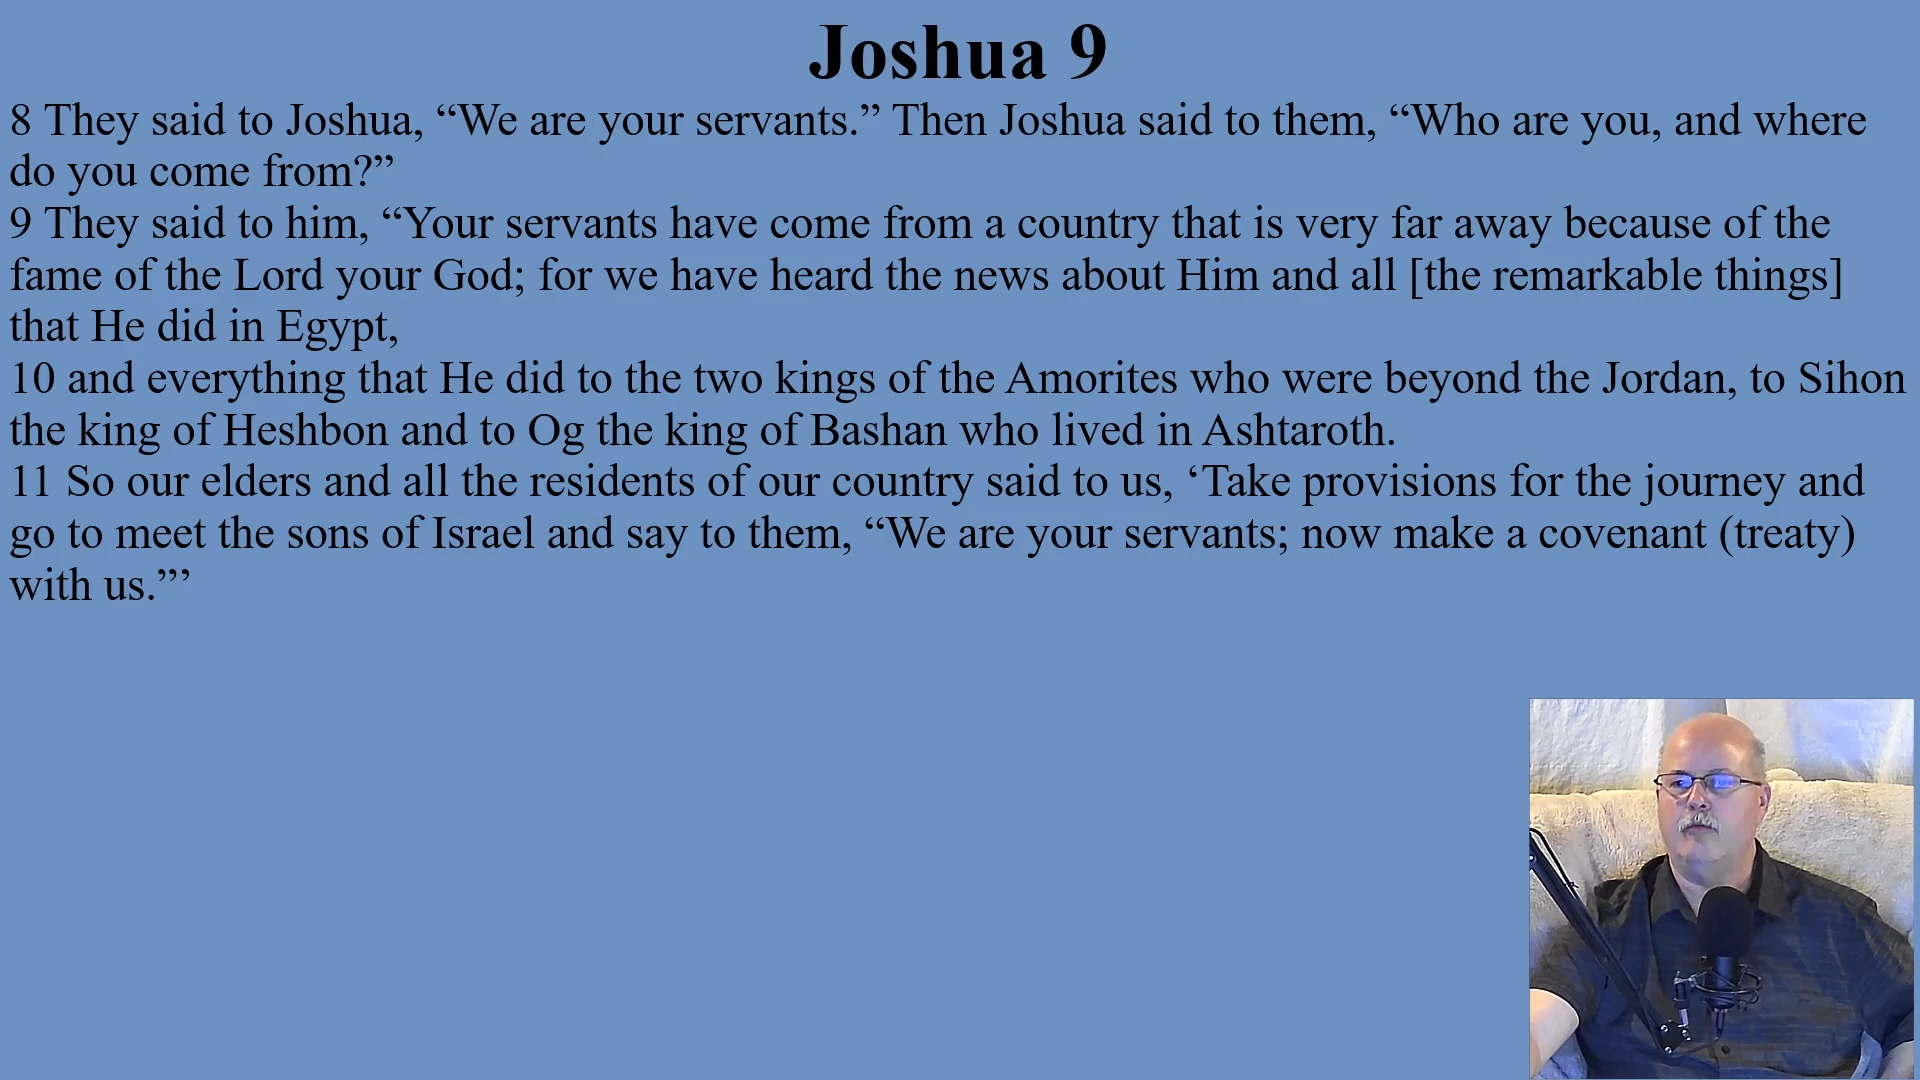 Joshua 9
8 They said to Joshua, “We are your servants.” Then Joshua said to them, “Who are you, and where
do you come from?”
9 They said to him, “Your servants have come from a country that is very far away because of the
fame of the Lord your God; for we have heard the news about Him and all [the remarkable things]
that He did in Egypt,
10 and everything that He did to the two kings of the Amorites who were beyond the Jordan, to Sihon
the king of Heshbon and to Og the king of Bashan who lived in Ashtaroth.
11 So our elders and all the residents of our country said to us, ‘Take provisions for the journey and
go to meet the sons of Israel and say to them, “We are your servants; now make a covenant (treaty)
with us.”’